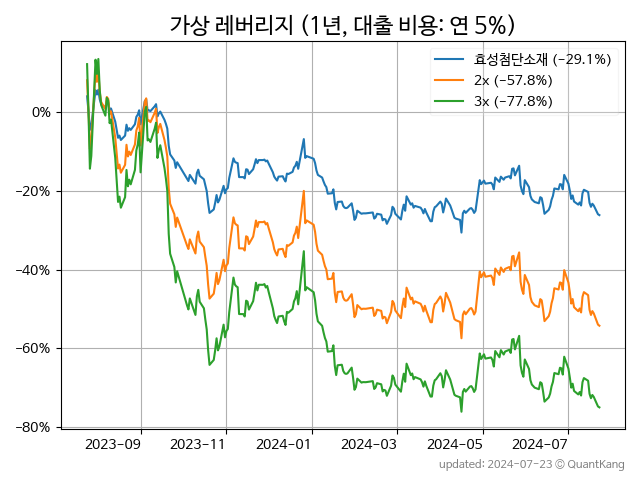 가상 레버리지 (1년, 대출 비용: 연 5%)
효성첨단소재 (−29.1%)
2x (−57.8%)
3x (−77.8%)
0%
−20%
−40%
−60%
−80%
2023-09 2023-11 2024-01 2024-03 2024-05 2024-07
updated: 2024-07-23 © QuantKang